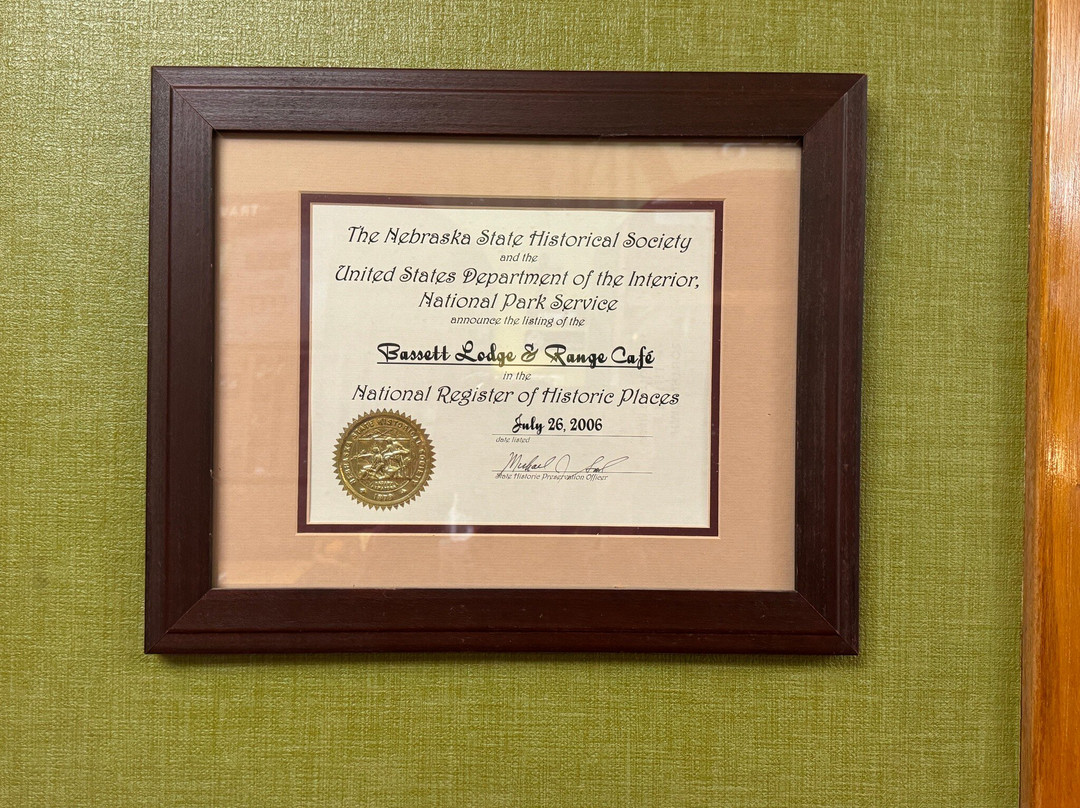 The Nebraska State Historical Society
and the
United States Department of the Interior,
National Park Service
announce the listing of the
Bassett Lodge & Range Café
in the
National Register of Historic Places
July 26, 2006
date listed
Michael J.
State Historic Preservation Officer